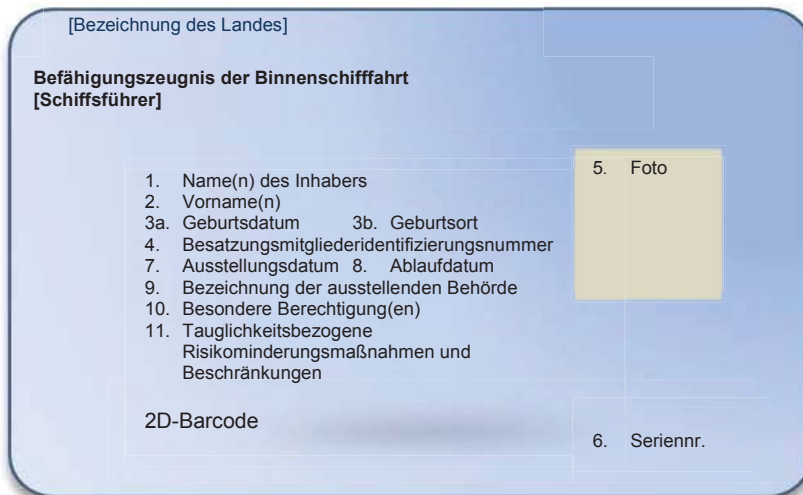 [Bezeichnung des Landes]
Befähigungszeugnis der Binnenschifffahrt
[Schiffsführer]
5. Foto
1. Name(n) des Inhabers
2. Vorname(n)
3a. Geburtsdatum 3b. Geburtsort
4. Besatzungsmitgliederidentifizierungsnummer
7. Ausstellungsdatum 8. Ablaufdatum
9. Bezeichnung der ausstellenden Behörde
10. Besondere Berechtigung(en)
11. Tauglichkeitsbezogene
Risikominderungsmaßnahmen und
Beschränkungen
2D-Barcode
6. Seriennr.